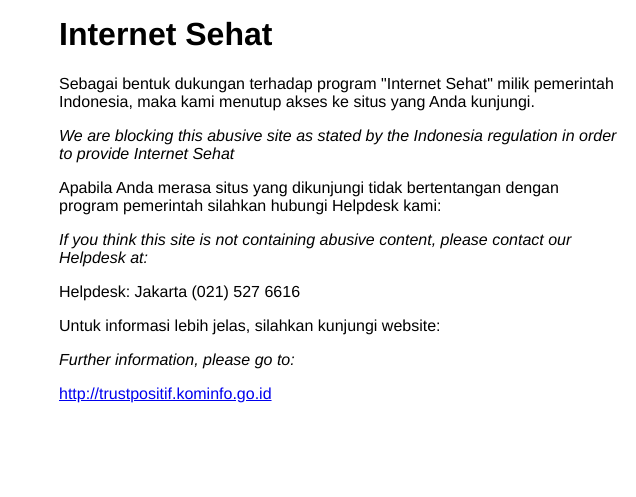 Internet Sehat
Sebagai bentuk dukungan terhadap program "Internet Sehat" milik pemerintah
Indonesia, maka kami menutup akses ke situs yang Anda kunjungi.
We are blocking this abusive site as stated by the Indonesia regulation in order
to provide Internet Sehat
Apabila Anda merasa situs yang dikunjungi tidak bertentangan dengan
program pemerintah silahkan hubungi Helpdesk kami:
If you think this site is not containing abusive content, please contact our
Helpdesk at:
Helpdesk: Jakarta (021) 527 6616
Untuk informasi lebih jelas, silahkan kunjungi website:
Further information, please go to:
http://trustpositif.kominfo.go.id